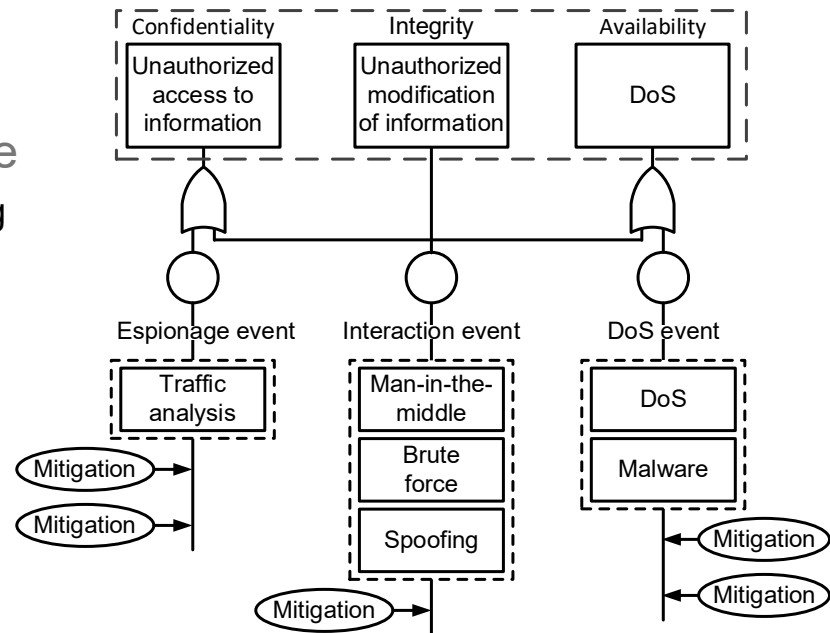 Confidentiality
Integrity
Availability
Unauthorized
access to
information
Unauthorized
modification
of information
DoS
e
g
Espionage event
Interaction event
DoS event
Traffic
analysis
Man-in-the-
middle
Brute
force
Spoofing
DoS
Malware
Mitigation
Mitigation
Mitigation
Mitigation
Mitigation